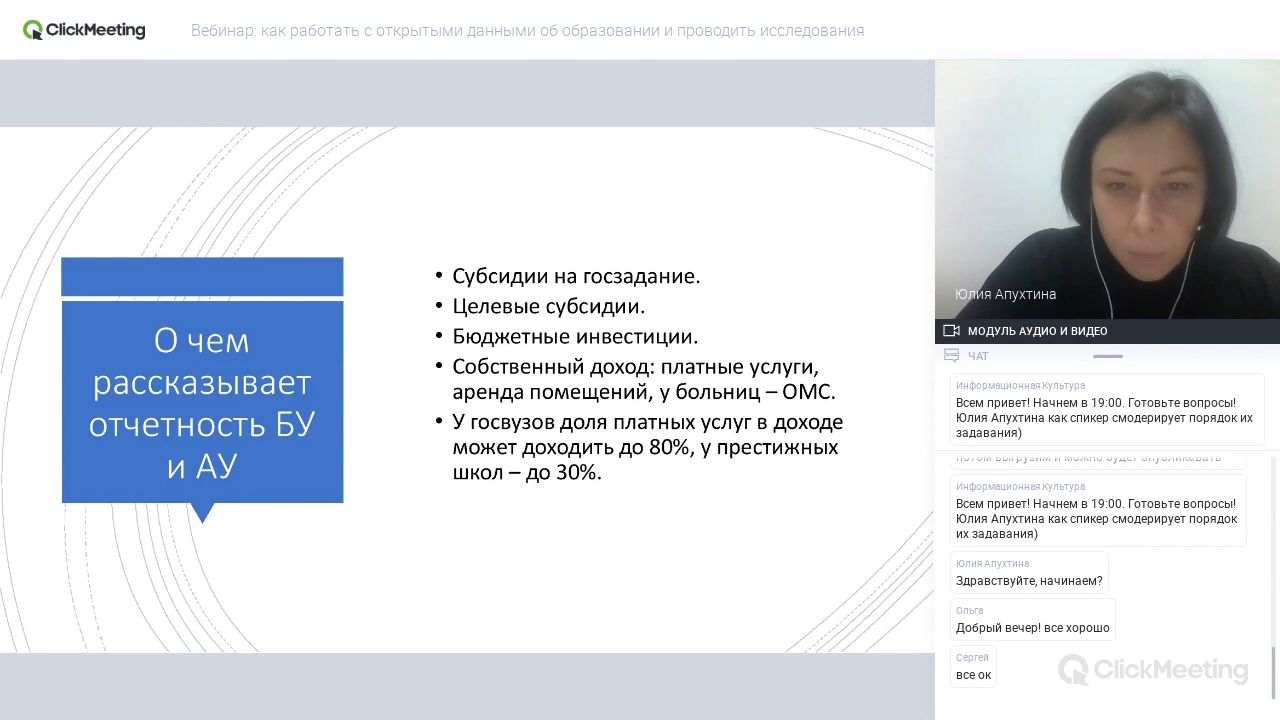 ClickMeeting
Вебинар: как работать с открытыми данными об образовании и проводить исследования
О чем
рассказывает
отчетность БУ
и АУ
• Субсидии на госзадание.
• Целевые субсидии.
• Бюджетные инвестиции.
• Собственный доход: платные услуги,
аренда помещений, у больниц – ОМС.
• У госвузов доля платных услуг в доходе
может доходить до 80%, у престижных
школ – до 30%.
Юлия Апухтина
МОДУЛЬ АУДИО И ВИДЕО
ЧАТ
Информационная Культура
Всем привет! Начнем в 19:00. Готовьте вопросы!
Юлия Апухтина как спикер смодерирует порядок их
задавания)
потом выгрузим и можно будет опубликовать
Информационная Культура
Всем привет! Начнем в 19:00. Готовьте вопросы!
Юлия Апухтина как спикер смодерирует порядок
их задавания)
Юлия Апухтина
Здравствуйте, начинаем?
Ольга
Добрый вечер! все хорошо
Сергей
все ок
ClickMeeting